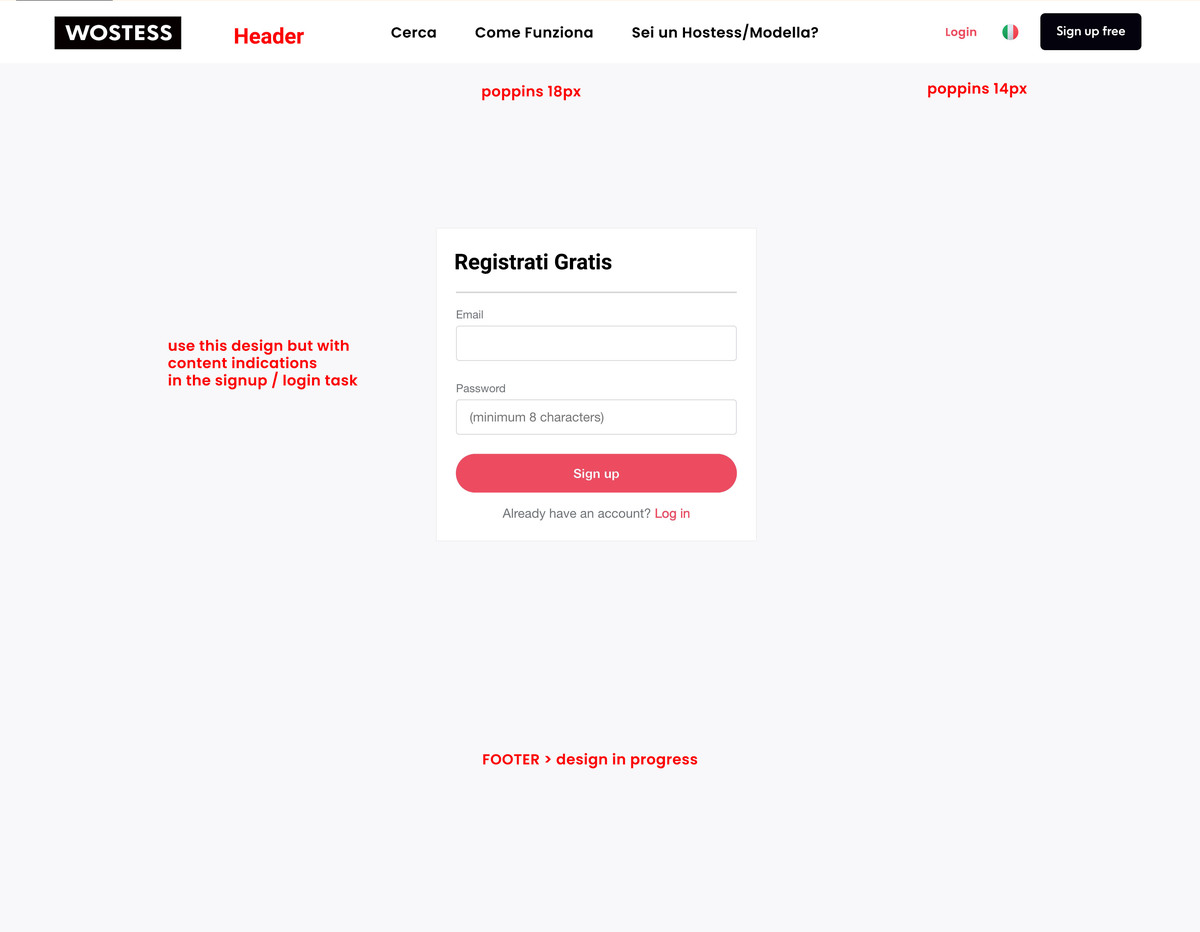 WOSTESS
Header
Cerca
Come Funziona
Sei un Hostess/Modella?
Login
Sign up free
poppins 18px
poppins 14px
Registrati Gratis
Email
use this design but with
content indications
in the signup / login task
Password
(minimum 8 characters)
Sign up
Already have an account? Log in
FOOTER > design in progress